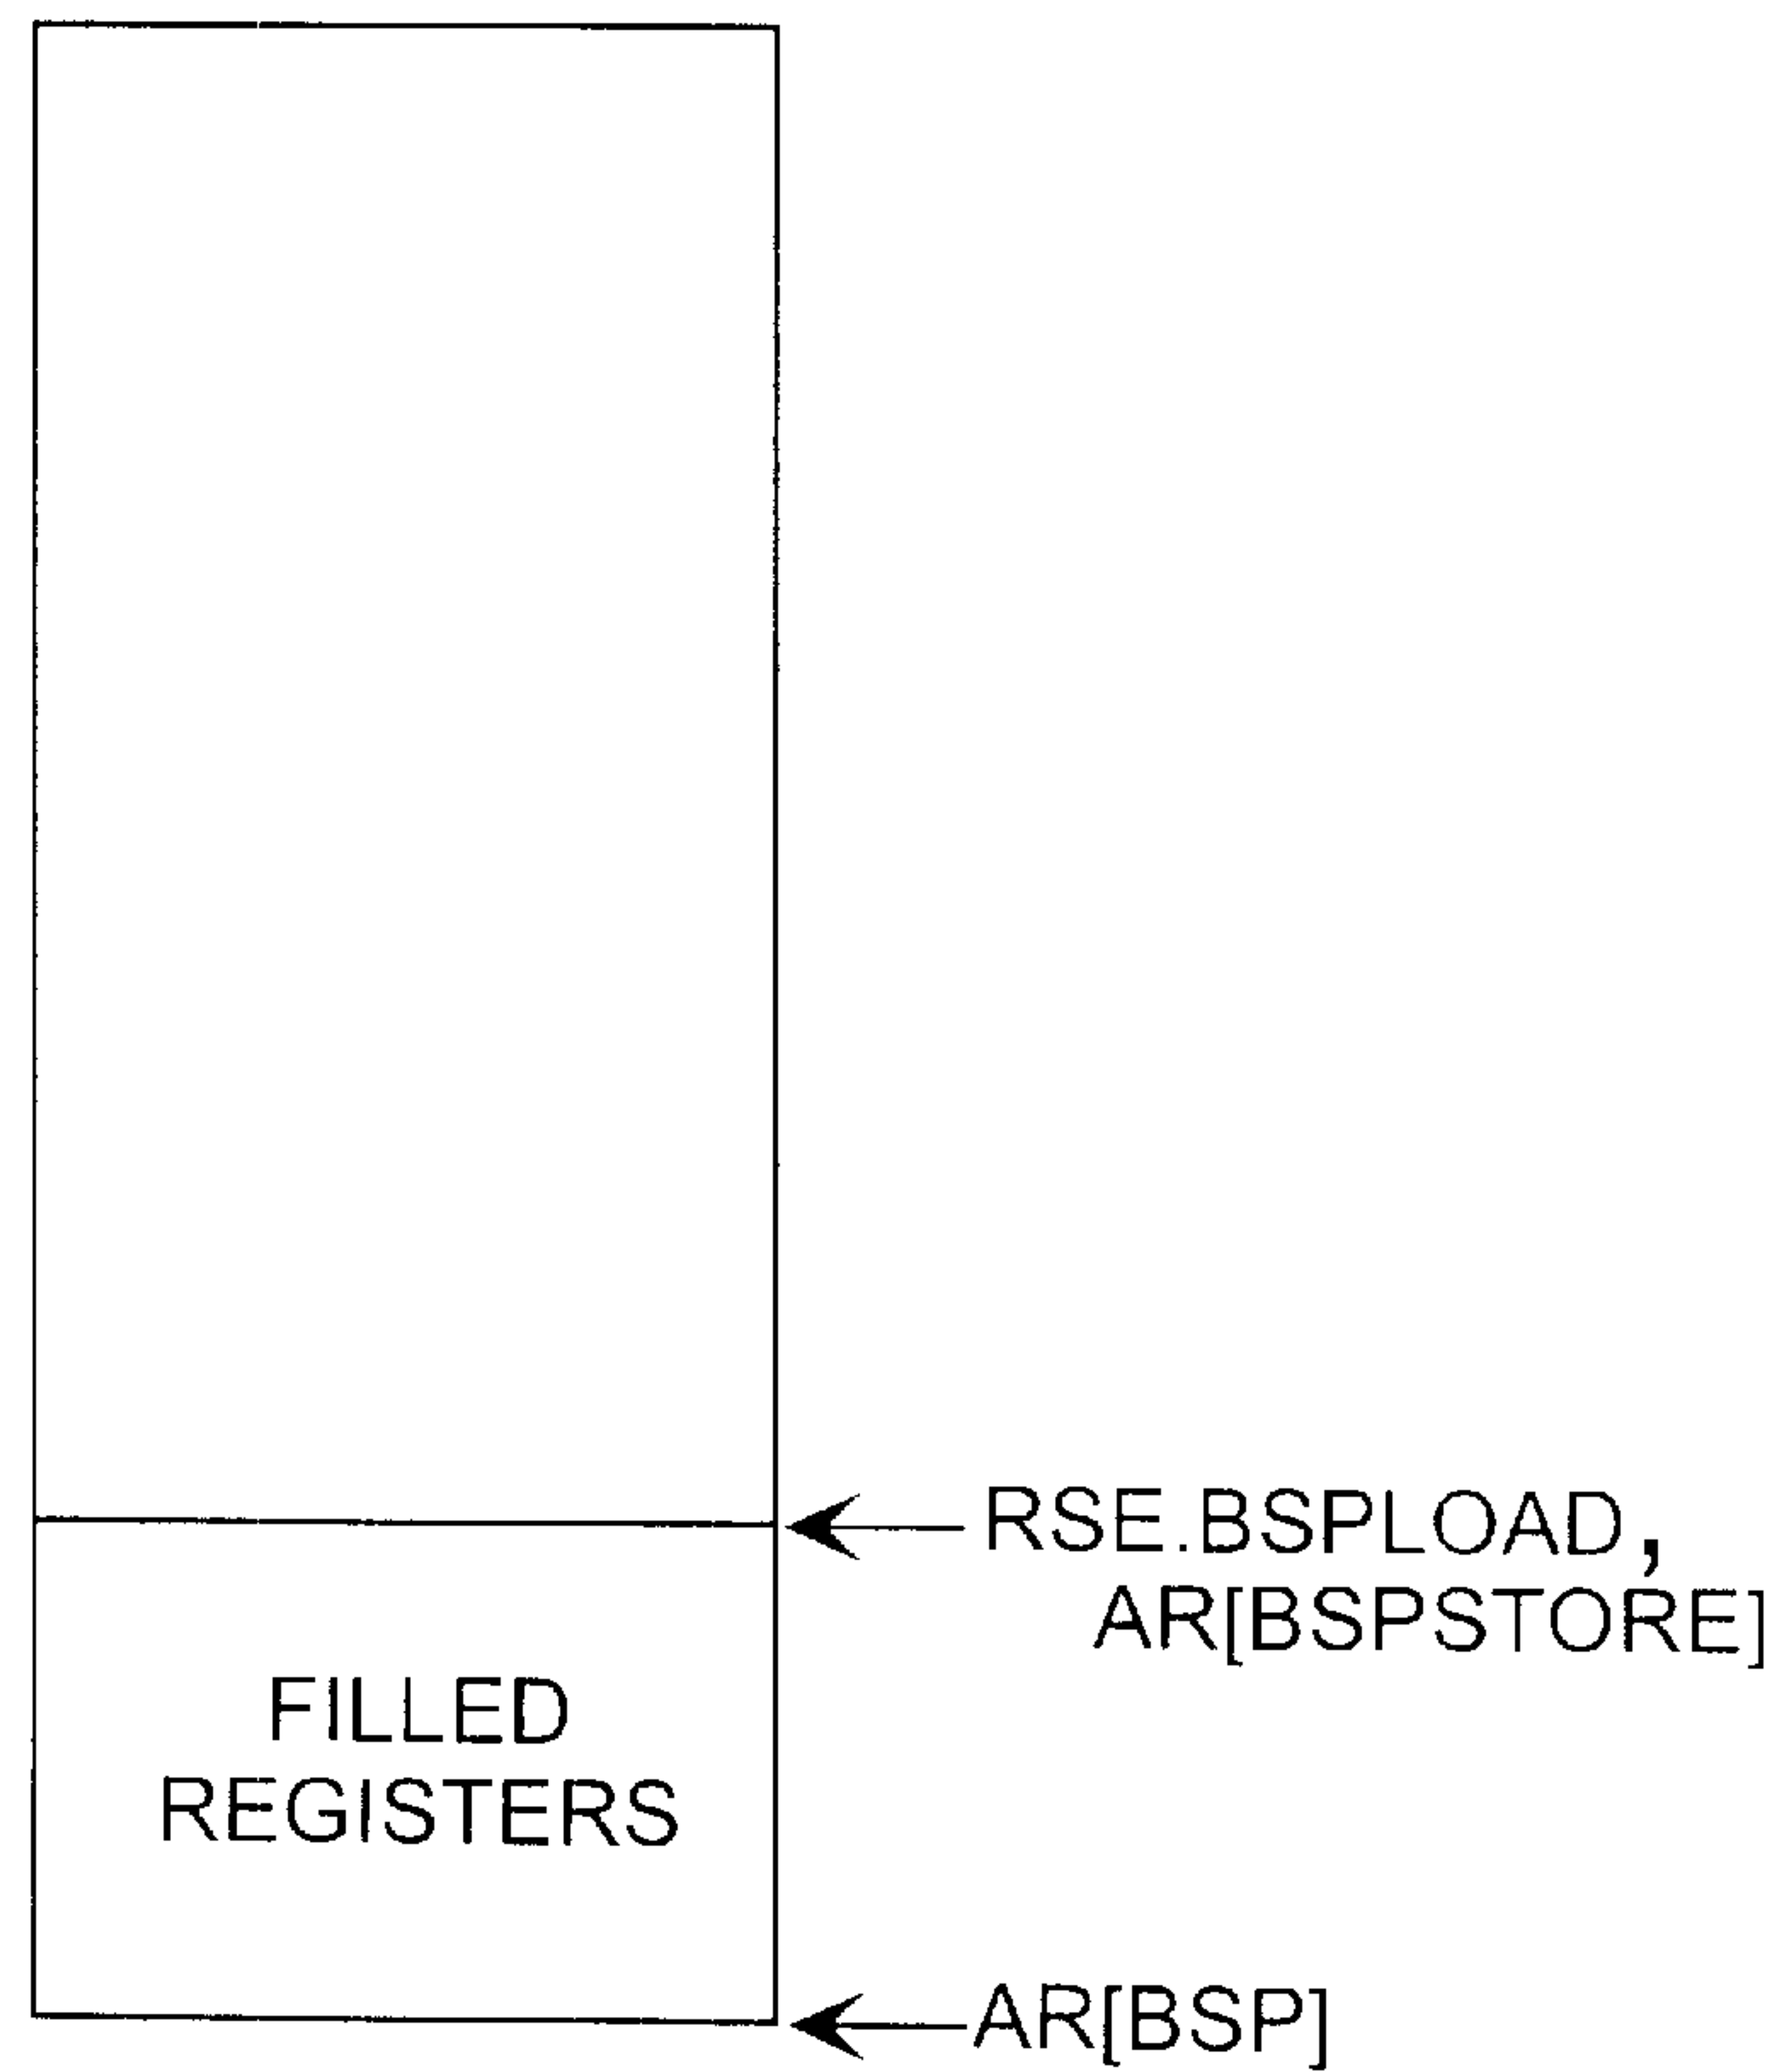 RSE.BSPLOAD,
AR[BSPSTORE]
FILLED
REGISTERS
AR[BSP]